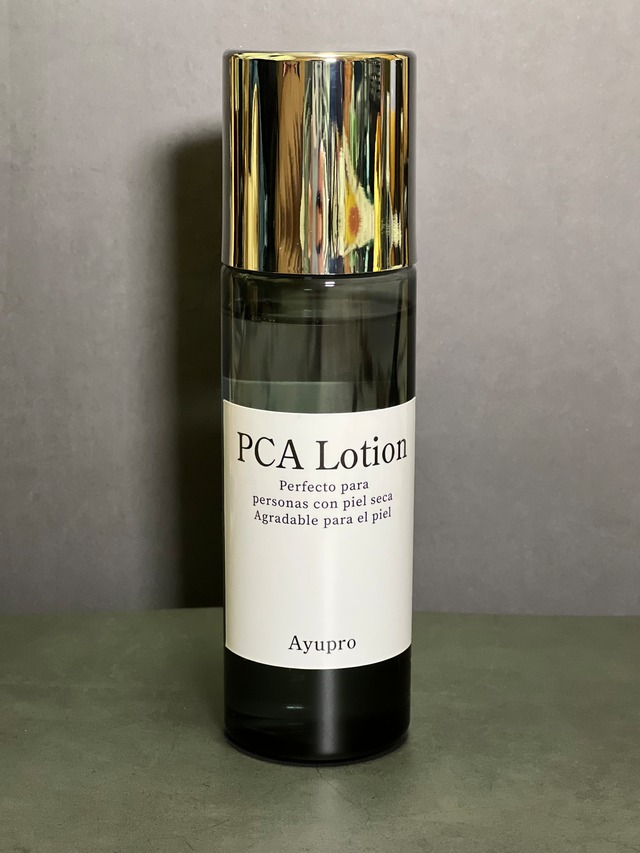 PCA Lotion
Perfecto para
personas con piel seca
Agradable para el piel
Ayupro